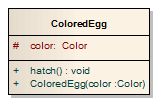 ColoredEgg
# color: Color
+ hatch() : void
+ ColoredEgg(color :Color)